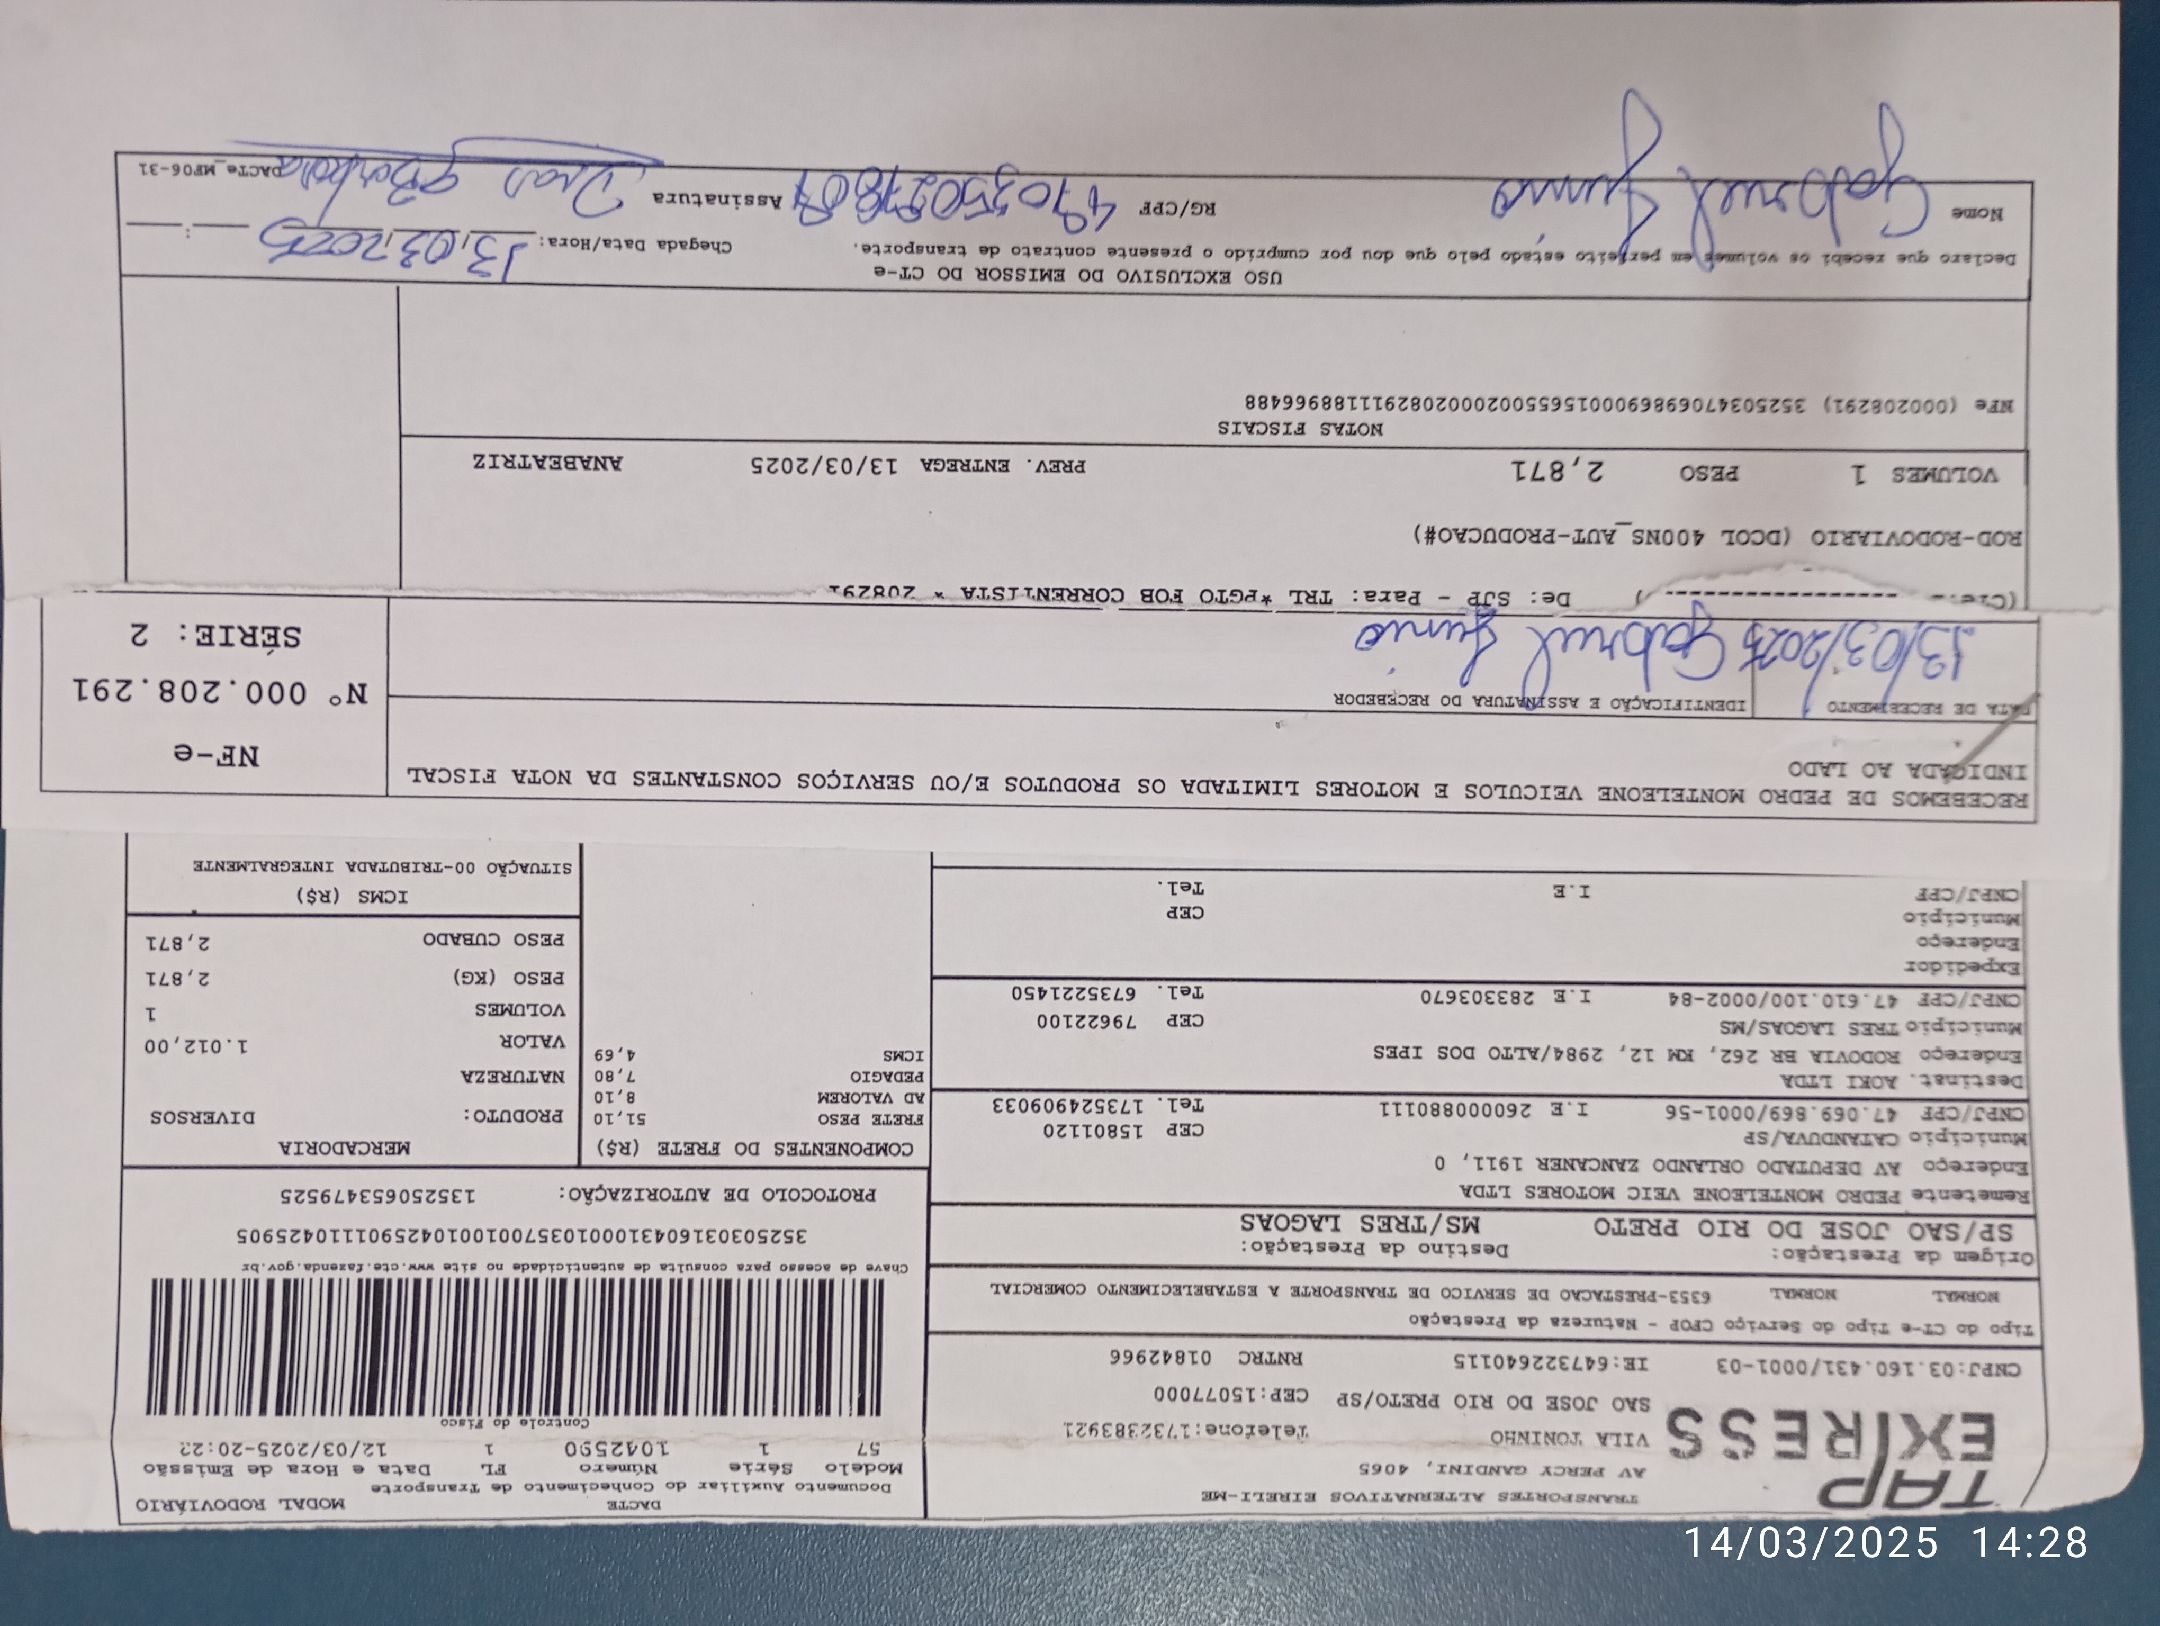 TAP
EXPRESS
TRANSPORTES ALTERNATIVOS EIRELI-ME
AV PERCY GANDINI, 4065
VILA TONINHO Telefone:1732383921
SAO JOSE DO RIO PRETO/SP CEP:15077000
CNPJ:03.160.431/0001-03 IE:647322640115 RNTRC 01842966
Tipo do CT-e Tipo do Serviço CFOP - Natureza da Prestação
NORMAL NORMAL 6353-PRESTACAO DE SERVICO DE TRANSPORTE A ESTABELECIMENTO COMERCIAL
Origem da Prestação: Destino da Prestação:
SP/SAO JOSE DO RIO PRETO MS/TRES LAGOAS
Remetente PEDRO MONTELEONE VEIC MOTORES LTDA
Endereço AV DEPUTADO ORLANDO ZANCANER 1911, 0
Município CATANDUVA/SP CEP 15801120
CNPJ/CPF 47.069.869/0001-56 I.E 260000880111 Tel. 17352490933
Destinat. AOKI LTDA
Endereço RODOVIA BR 262, KM 12, 2984/ALTO DOS IPES
Município TRES LAGOAS/MS CEP 79622100
CNPJ/CPF 47.610.100/0002-84 I.E 283303670 Tel. 6735221450
Expedidor
Endereço
Município CEP
CNPJ/CPF I.E Tel.
DACTE MODAL RODOVIÁRIO
Documento Auxiliar do Conhecimento de Transporte
Modelo Série Número FL Data e Hora de Emissão
57 1 1042590 1 12/03/2025-20:22
Controle do Fisco
Chave de acesso para consulta de autenticidade no site www.cte.fazenda.gov.br
35250303160431000103570010010425901110425905
PROTOCOLO DE AUTORIZAÇÃO: 135250653479525
COMPONENTES DO FRETE (R$)
FRETE PESO 51,10
AD VALOREM 8,10
PEDAGIO 7,80
ICMS 4,69
MERCADORIA
PRODUTO: DIVERSOS
NATUREZA
VALOR 1.012,00
VOLUMES 1
PESO (KG) 2,871
PESO CUBADO 2,871
ICMS (R$)
SITUAÇÃO 00-TRIBUTADA INTEGRALMENTE
RECEBEMOS DE PEDRO MONTELEONE VEICULOS E MOTORES LIMITADA OS PRODUTOS E/OU SERVIÇOS CONSTANTES DA NOTA FISCAL
INDICADA AO LADO
DATA DE RECEBIMENTO IDENTIFICAÇÃO E ASSINATURA DO RECEBEDOR
13/03/2025 Gabriel Junio
NF-e
Nº 000.208.291
SÉRIE: 2
De: SJP - Para: TRL *PGTO FOB CORRENTISTA * 208291
ROD-RODOVIARIO (DCOL 400NS_AUT-PRODUCAO#)
VOLUMES 1 PESO 2,871 PREV. ENTREGA 13/03/2025 ANABEATRIZ
NOTAS FISCAIS
NFe (000208291) 352503470698690001565500200020829111188966488
USO EXCLUSIVO DO EMISSOR DO CT-e
Declaro que recebi os volumes em perfeito estado pelo que dou por cumprido o presente contrato de transporte. Chegada Data/Hora: 13/03/2025 :
Nome Gabriel Junio RG/CPF Assinatura Dias Barbosa
DACTe_MF06-31
14/03/2025 14:28